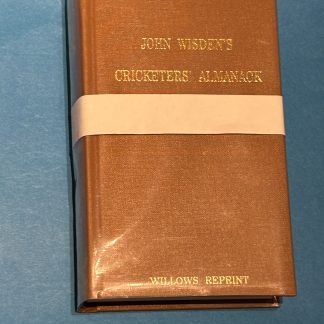 JOHN WISDEN'S
CRICKETERS' ALMANACK
WILLOWS REPRINT